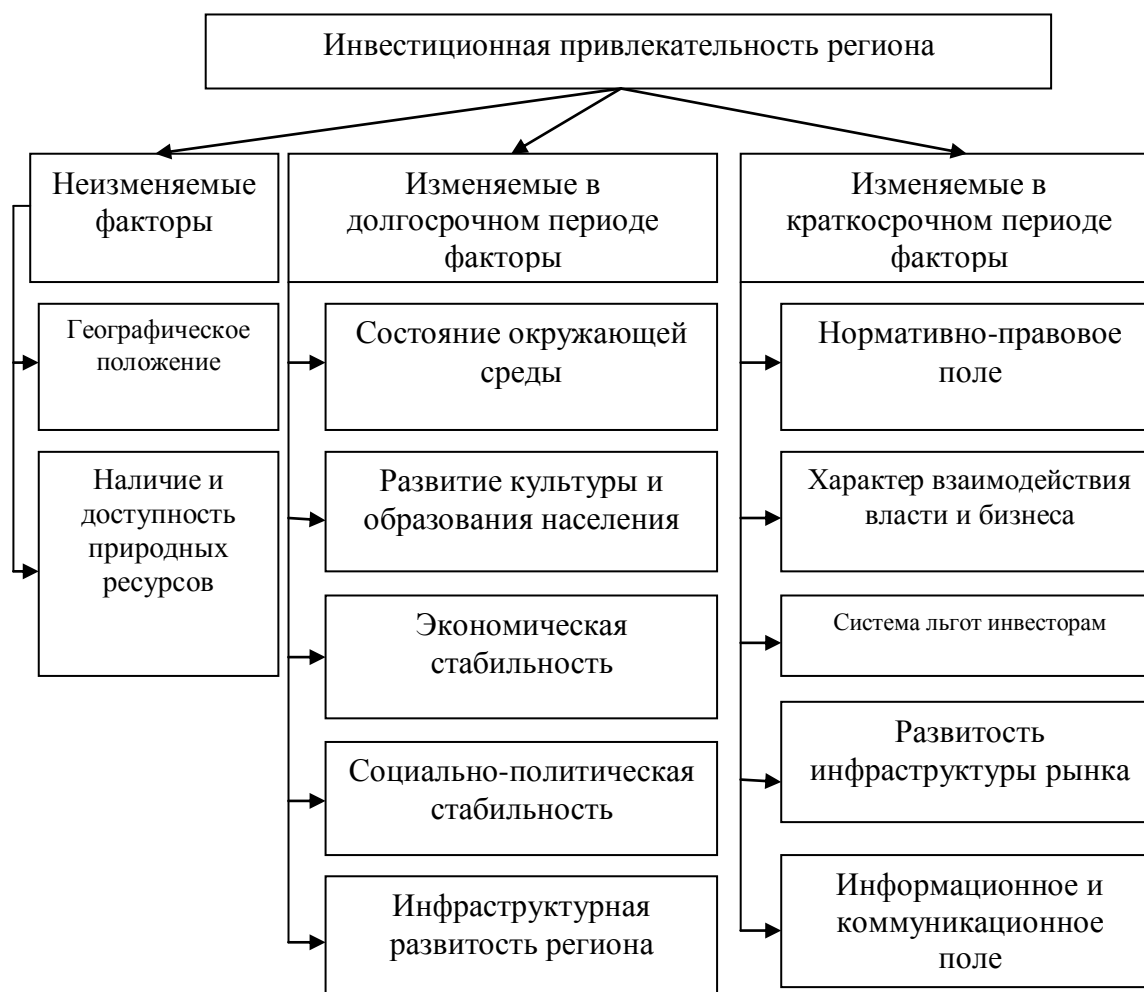 Инвестиционная привлекательность региона
Неизменяемые
факторы
Географическое
положение
Наличие и
доступность
природных
ресурсов
Изменяемые в
долгосрочном периоде
факторы
Состояние окружающей
среды
Развитие культуры и
образования населения
Экономическая
стабильность
Социально-политическая
стабильность
Инфраструктурная
развитость региона
Изменяемые в
краткосрочном периоде
факторы
Нормативно-правовое
поле
Характер взаимодействия
власти и бизнеса
Система льгот инвесторам
Развитость
инфраструктуры рынка
Информационное и
коммуникационное
поле